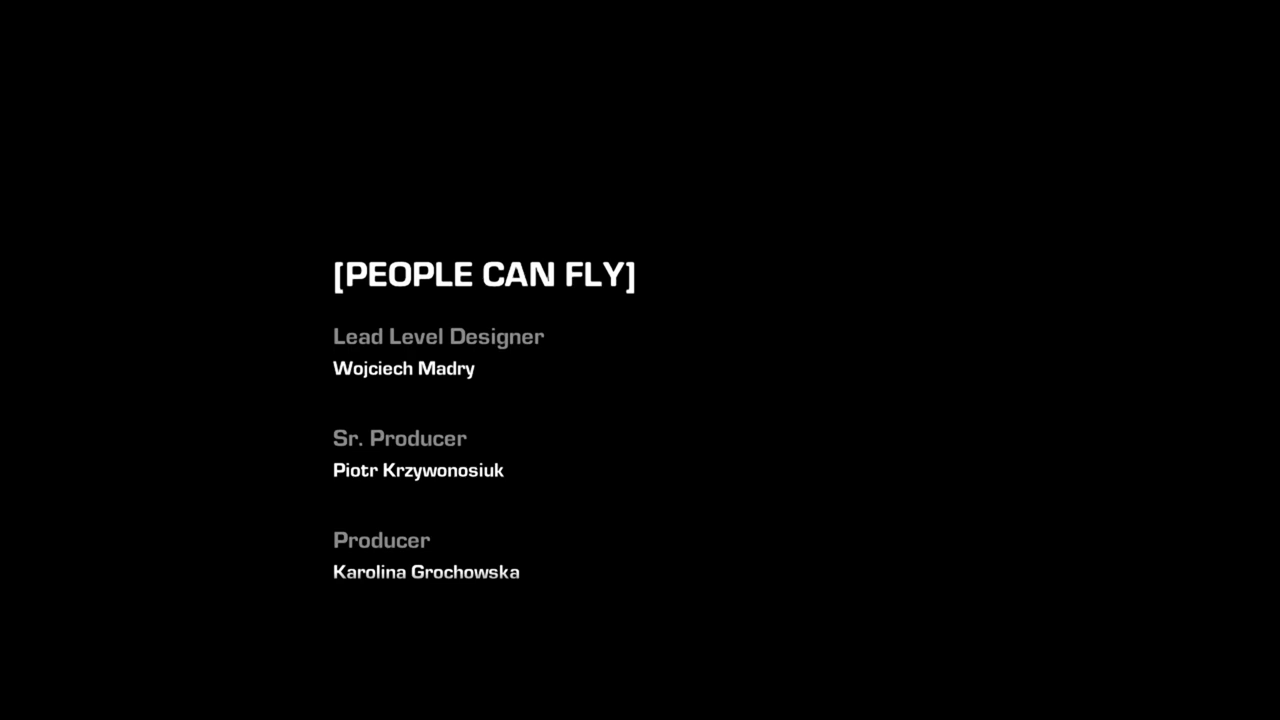 [PEOPLE CAN FLY]
Lead Level Designer
Wojciech Madry
Sr. Producer
Piotr Krzywonosiuk
Producer
Karolina Grochowska